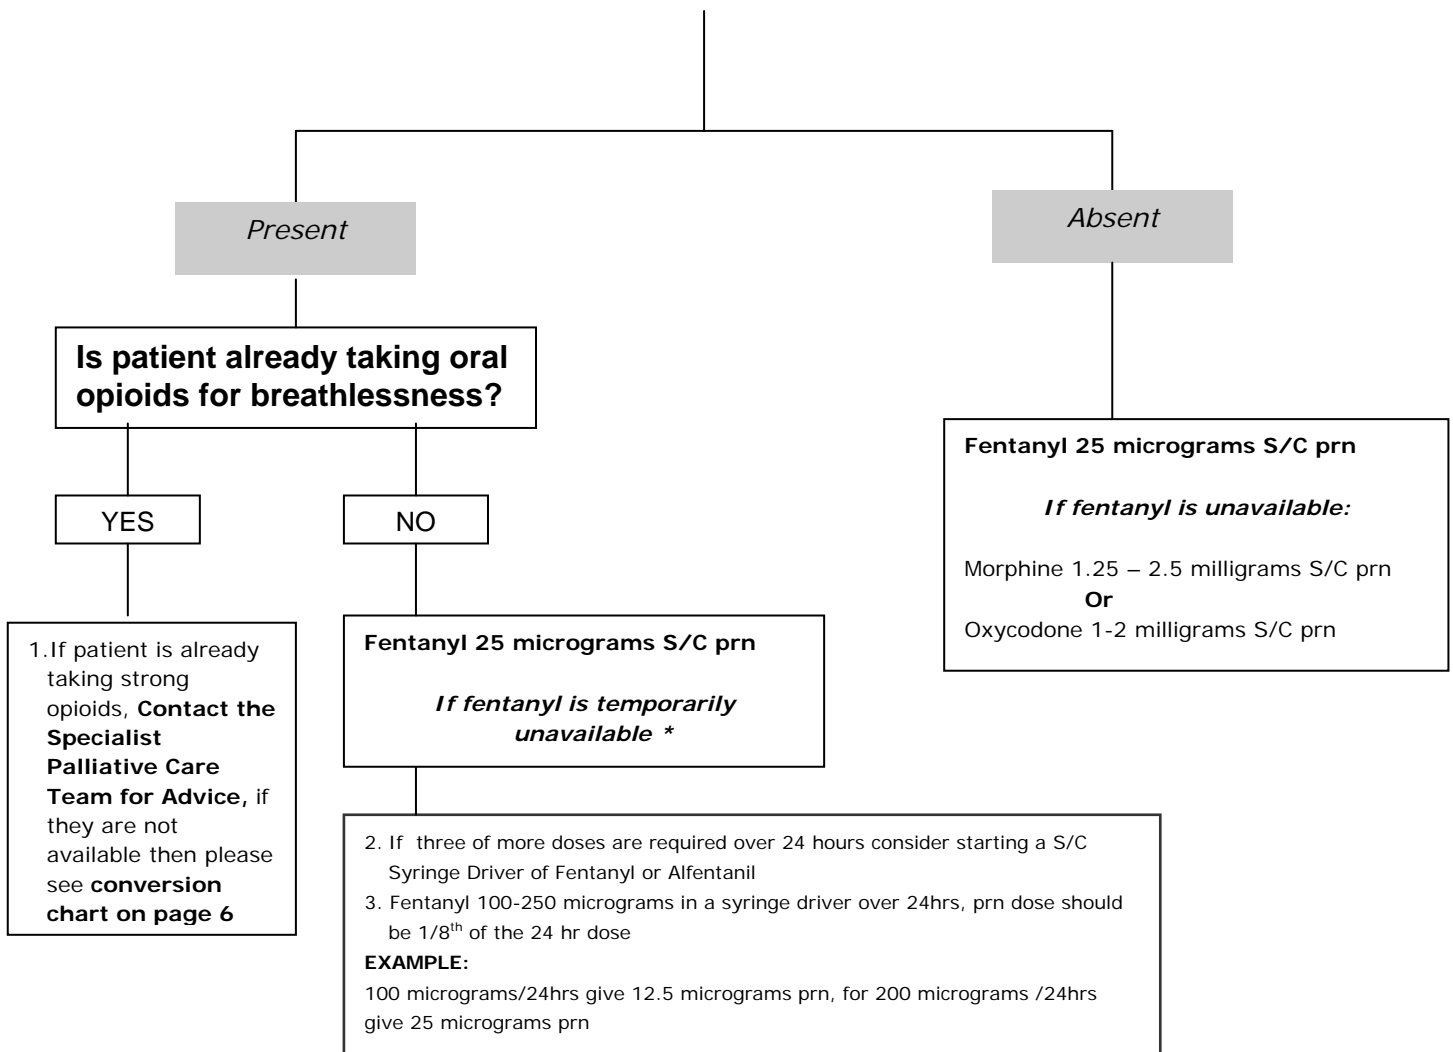 Present
Absent
Is patient already taking oral
opioids for breathlessness?
YES
NO
1.If patient is already
taking strong
opioids, Contact the
Specialist
Palliative Care
Team for Advice, if
they are not
available then please
see conversion
chart on page 6
Fentanyl 25 micrograms S/C prn
If fentanyl is temporarily
unavailable *
2. If three of more doses are required over 24 hours consider starting a S/C
Syringe Driver of Fentanyl or Alfentanil
3. Fentanyl 100-250 micrograms in a syringe driver over 24hrs, prn dose should
be 1/8th of the 24 hr dose
EXAMPLE:
100 micrograms/24hrs give 12.5 micrograms prn, for 200 micrograms /24hrs
give 25 micrograms prn
Fentanyl 25 micrograms S/C prn
If fentanyl is unavailable:
Morphine 1.25 – 2.5 milligrams S/C prn
Or
Oxycodone 1-2 milligrams S/C prn